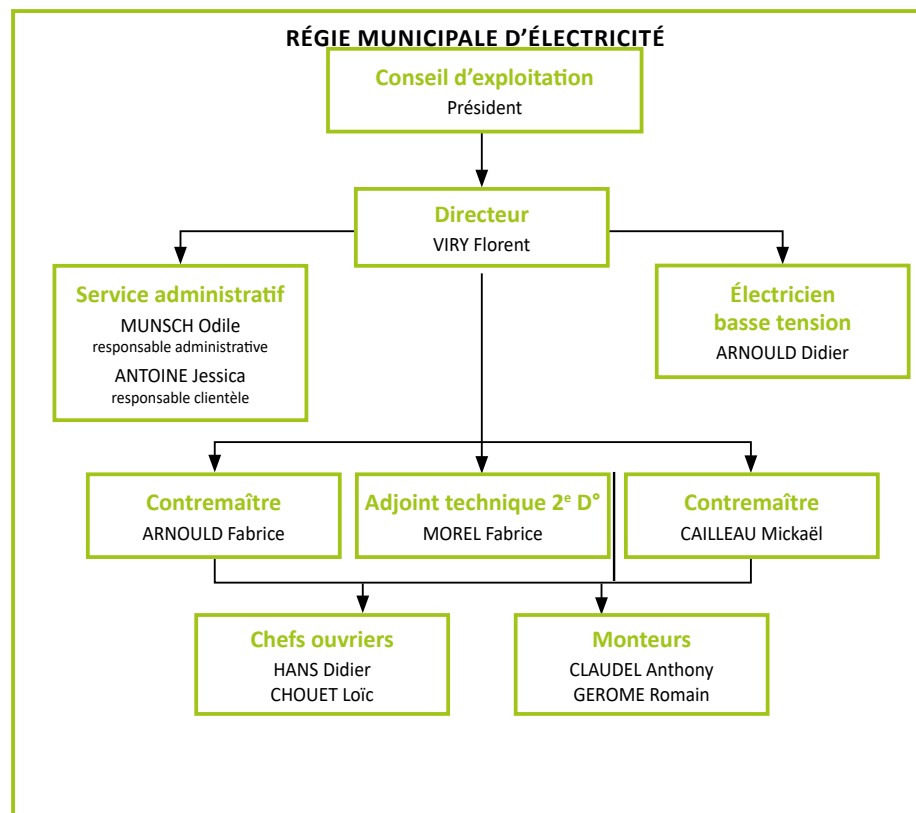 RÉGIE MUNICIPALE D’ÉLECTRICITÉ
Conseil d’exploitation
Président
Directeur
VIRY Florent
Service administratif
MUNSCH Odile
responsable administrative
ANTOINE Jessica
responsable clientèle
Électricien
basse tension
ARNOULD Didier
Contremaître
ARNOULD Fabrice
Adjoint technique 2e D°
MOREL Fabrice
Contremaître
CAILLEAU Mickaël
Chefs ouvriers
HANS Didier
CHOUET Loïc
Monteurs
CLAUDEL Anthony
GEROME Romain